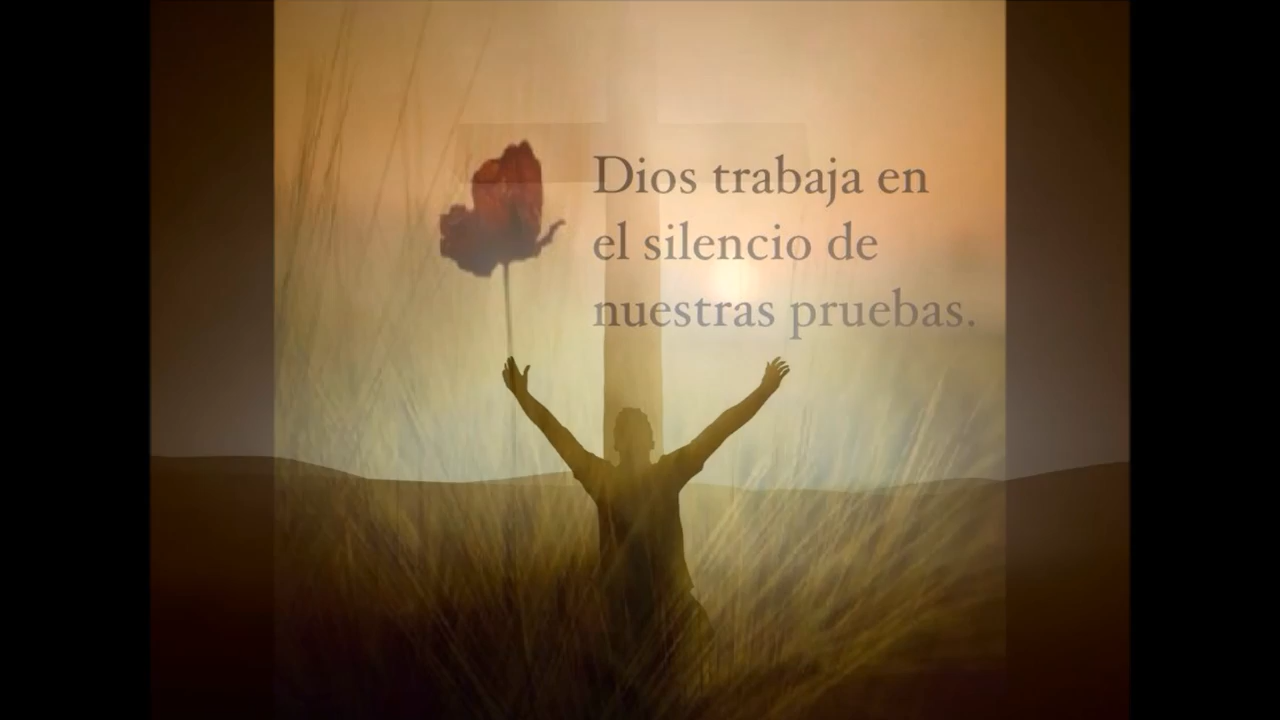 Dios trabaja en
el silencio de
nuestras pruebas.